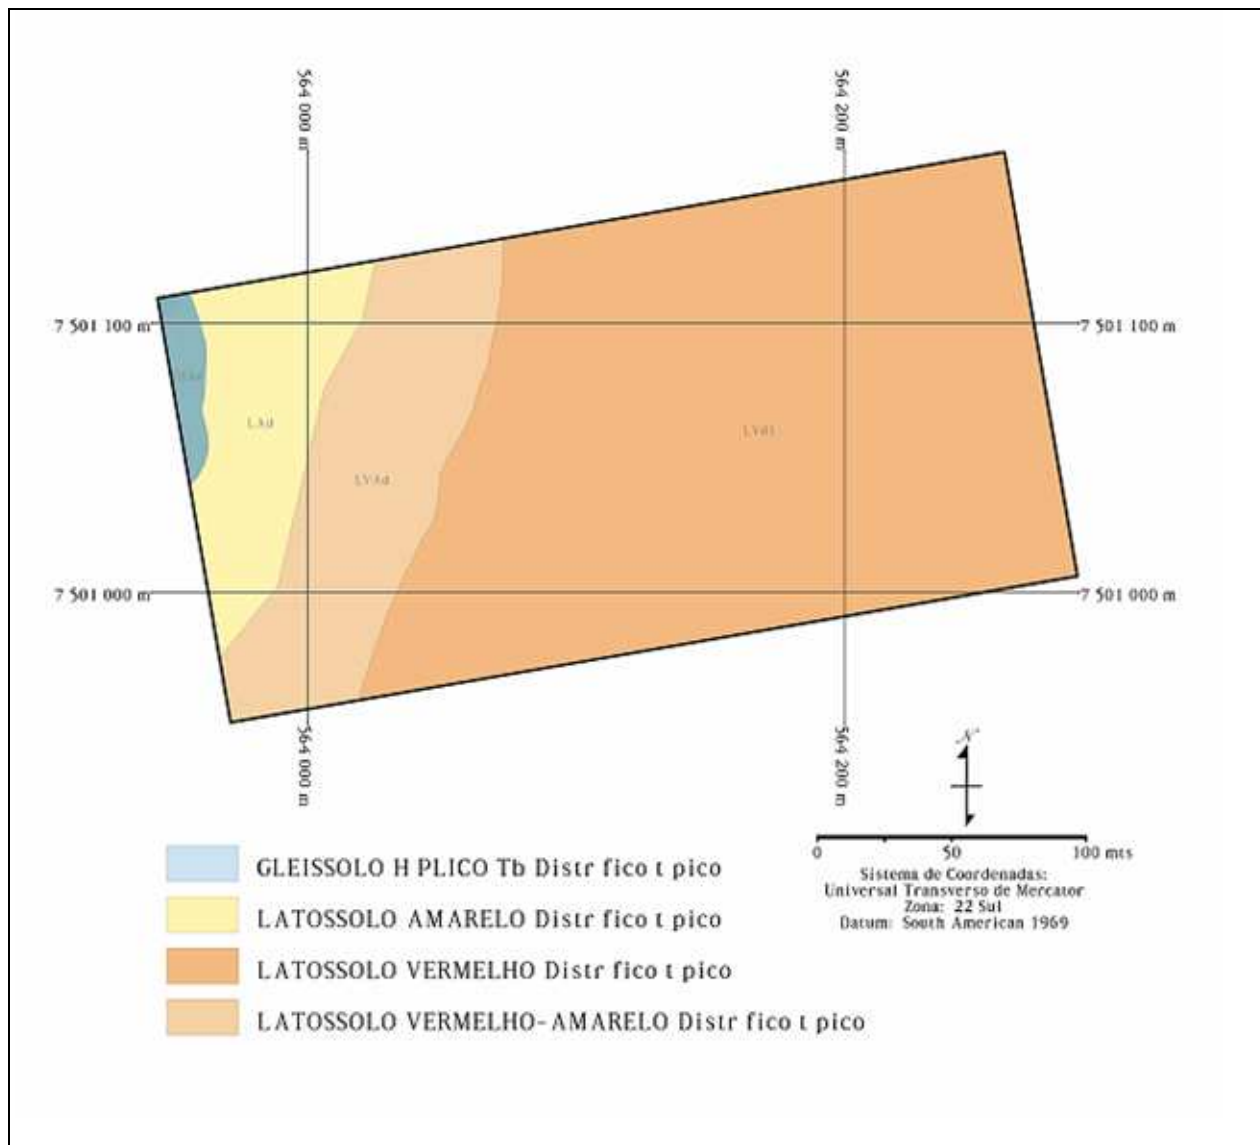 564 000 m
564 200 m
7 501 100 m
7 501 100 m
LAd
LVd1
LVAd
7 501 000 m
7 501 000 m
564 000 m
564 200 m
N
0 50 100 mts
Sistema de Coordenadas:
Universal Transverso de Mercator
Zona: 22 Sul
Datum: South American 1969
GLEISSOLO H PLICO Tb Distr fico t pico
LATOSSOLO AMARELO Distr fico t pico
LATOSSOLO VERMELHO Distr fico t pico
LATOSSOLO VERMELHO-AMARELO Distr fico t pico